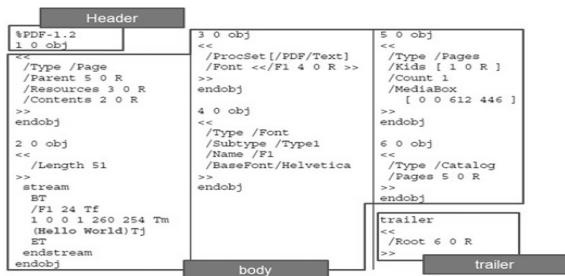 Header
%PDF-1.2
1 0 obj
<<
/Type /Page
/Parent 5 0 R
/Resources 3 0 R
/Contents 2 0 R
>>
endobj
2 0 obj
<<
/Length 51
>>
stream
BT
/F1 24 Tf
1 0 0 1 260 254 Tm
(Hello World)Tj
ET
endstream
endobj
3 0 obj
<<
/ProcSet[/PDF/Text]
/Font <</F1 4 0 R >>
>>
endobj
4 0 obj
<<
/Type /Font
/Subtype /Type1
/Name /F1
/BaseFont/Helvetica
>>
endobj
5 0 obj
<<
/Type /Pages
/Kids [ 1 0 R ]
/Count 1
/MediaBox
[ 0 0 612 446 ]
>>
endobj
6 0 obj
<<
/Type /Catalog
/Pages 5 0 R
>>
endobj
trailer
<<
/Root 6 0 R
>>
body
trailer